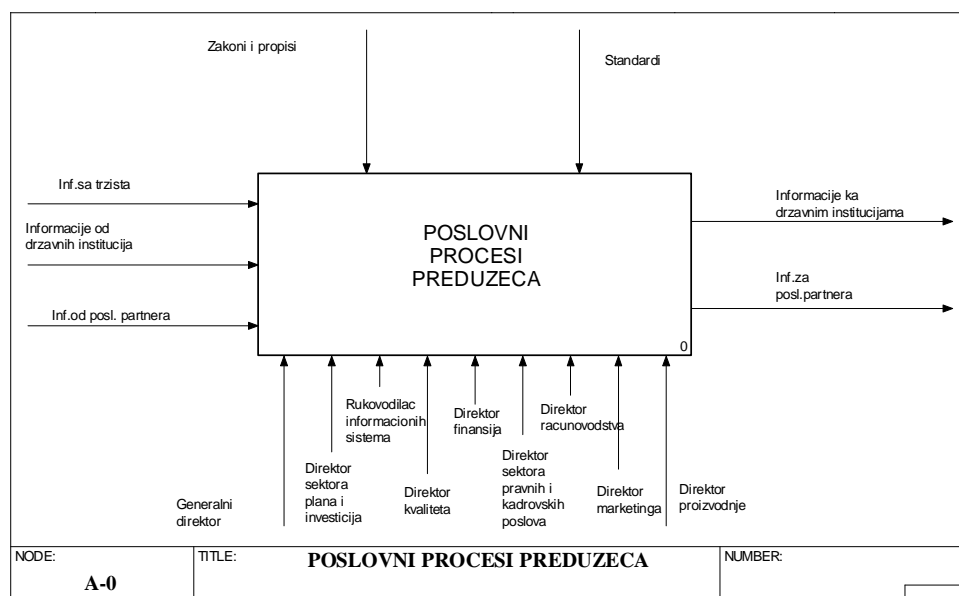 Zakoni i propisi
Standardi
Inf.sa trzista
Informacije od
drzavnih institucija
Inf.od posl. partnera
POSLOVNI
PROCESI
PREDUZECA
0
Informacije ka
drzavnim institucijama
Inf.za
posl.partnera
Generalni
direktor
Direktor
sektora
plana i
investicija
Rukovodilac
informacionih
sistema
Direktor
kvaliteta
Direktor
finansija
Direktor
sektora
pravnih i
kadrovskih
poslova
Direktor
racunovodstva
Direktor
marketinga
Direktor
proizvodnje
NODE:
A-0
TITLE:
POSLOVNI PROCESI PREDUZECA
NUMBER: